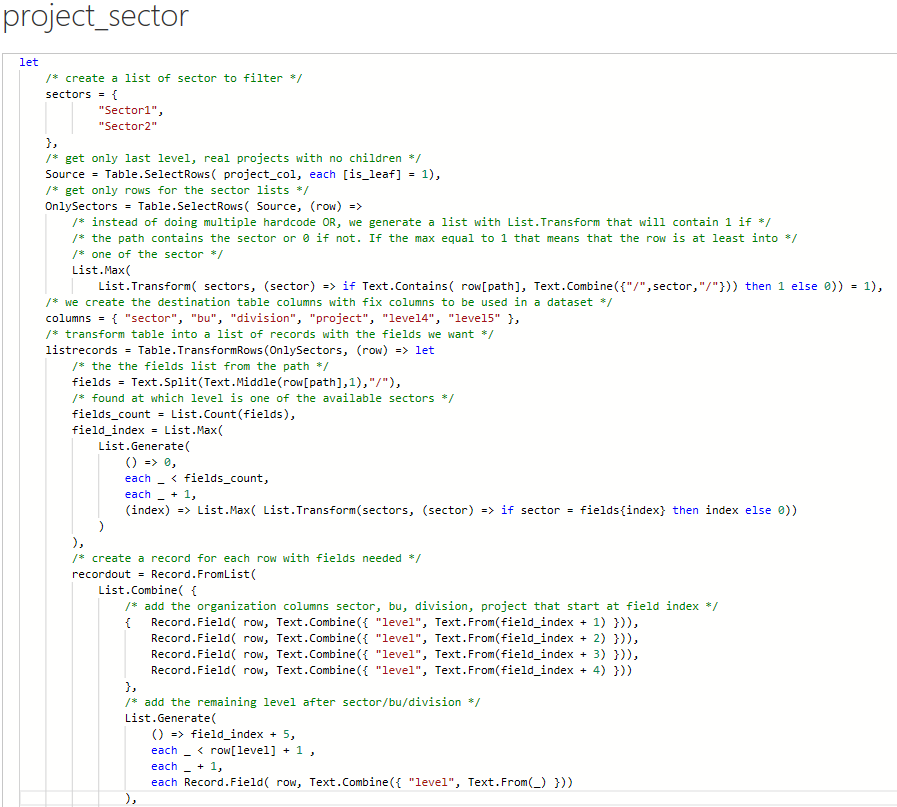 project_sector
let
/* create a list of sector to filter */
sectors = {
"Sector1",
"Sector2"
},
/* get only last level, real projects with no children */
Source = Table.SelectRows( project_col, each [is_leaf] = 1),
/* get only rows for the sector lists */
OnlySectors = Table.SelectRows( Source, (row) =>
/* instead of doing multiple hardcode OR, we generate a list with List.Transform that will contain 1 if */
/* the path contains the sector or 0 if not. If the max equal to 1 that means that the row is at least into */
/* one of the sector */
List.Max(
List.Transform( sectors, (sector) => if Text.Contains( row[path], Text.Combine({"/",sector,"/"})) then 1 else 0)) = 1),
/* we create the destination table columns with fix columns to be used in a dataset */
columns = { "sector", "bu", "division", "project", "level4", "level5" },
/* transform table into a list of records with the fields we want */
listrecords = Table.TransformRows(OnlySectors, (row) => let
/* the the fields list from the path */
fields = Text.Split(Text.Middle(row[path],1),"/"),
/* found at which level is one of the available sectors */
fields_count = List.Count(fields),
field_index = List.Max(
List.Generate(
() => 0,
each _ < fields_count,
each _ + 1,
(index) => List.Max( List.Transform(sectors, (sector) => if sector = fields{index} then index else 0))
)
),
/* create a record for each row with fields needed */
recordout = Record.FromList(
List.Combine( {
/* add the organization columns sector, bu, division, project that start at field index */
{ Record.Field( row, Text.Combine({ "level", Text.From(field_index + 1) })),
Record.Field( row, Text.Combine({ "level", Text.From(field_index + 2) })),
Record.Field( row, Text.Combine({ "level", Text.From(field_index + 3) })),
Record.Field( row, Text.Combine({ "level", Text.From(field_index + 4) }))
},
/* add the remaining level after sector/bu/division */
List.Generate(
() => field_index + 5,
each _ < row[level] + 1 ,
each _ + 1,
each Record.Field( row, Text.Combine({ "level", Text.From(_) }))
),